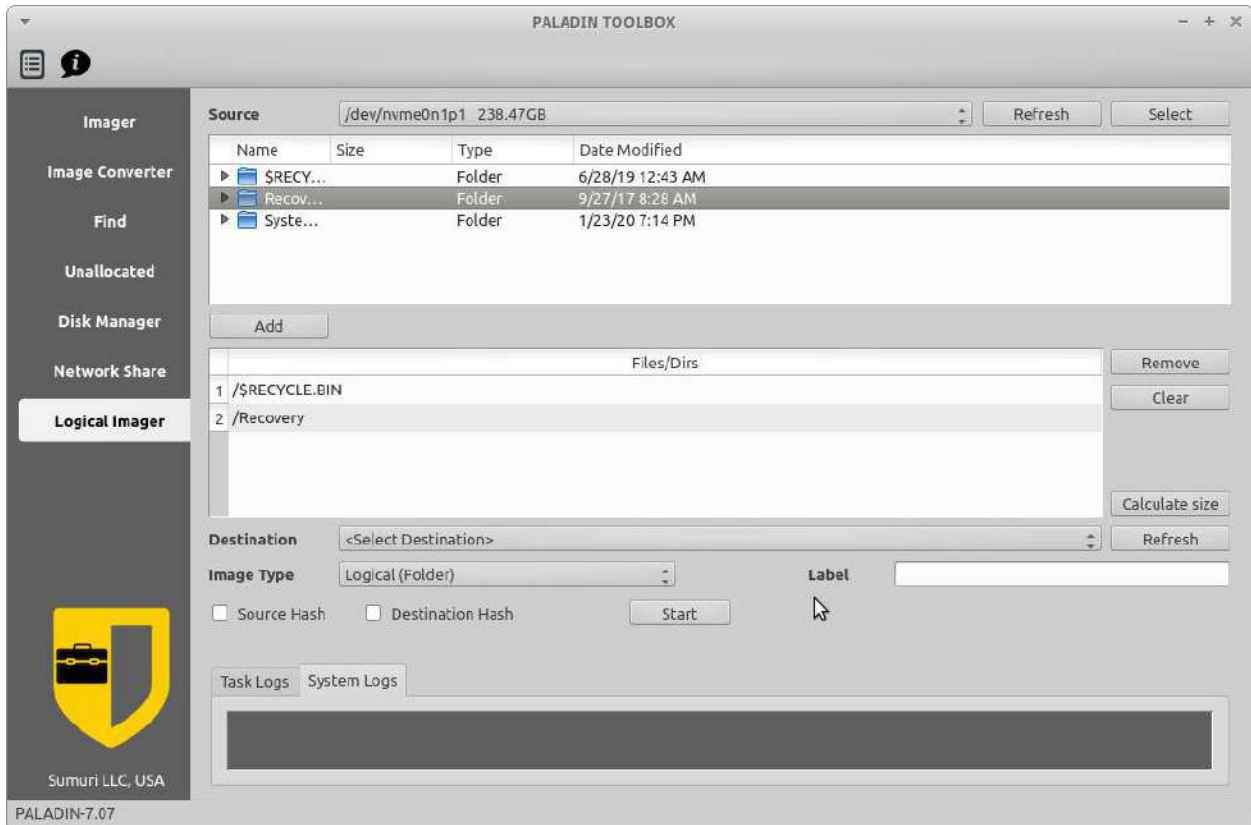 PALADIN TOOLBOX
Imager
Image Converter
Find
Unallocated
Disk Manager
Network Share
Logical Imager
Sumuri LLC, USA
Source /dev/nvme0n1p1 238.47GB Refresh Select
Name Size Type Date Modified
$RECY... Folder 6/28/19 12:43 AM
Recov... Folder 9/27/17 8:28 AM
Syste... Folder 1/23/20 7:14 PM
Add
Files/Dirs Remove
1 /$RECYCLE.BIN Clear
2 /Recovery
Calculate size
Destination <Select Destination> Refresh
Image Type Logical (Folder) Label
Source Hash Destination Hash Start
Task Logs System Logs
PALADIN-7.07